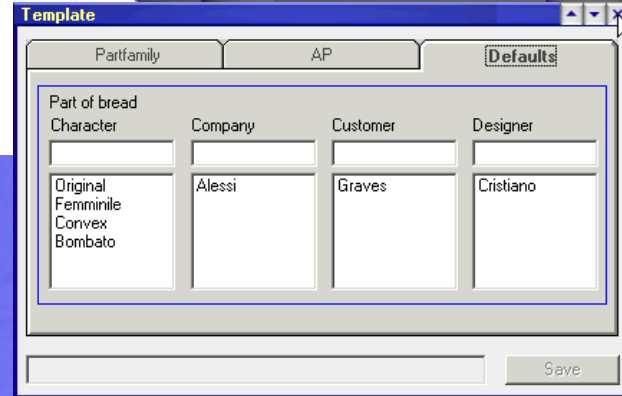 Template
Partfamily AP Defaults
Part of bread
Character Company Customer Designer
Original Alessi Graves Cristiano
Femminile
Convex
Bombato
Save